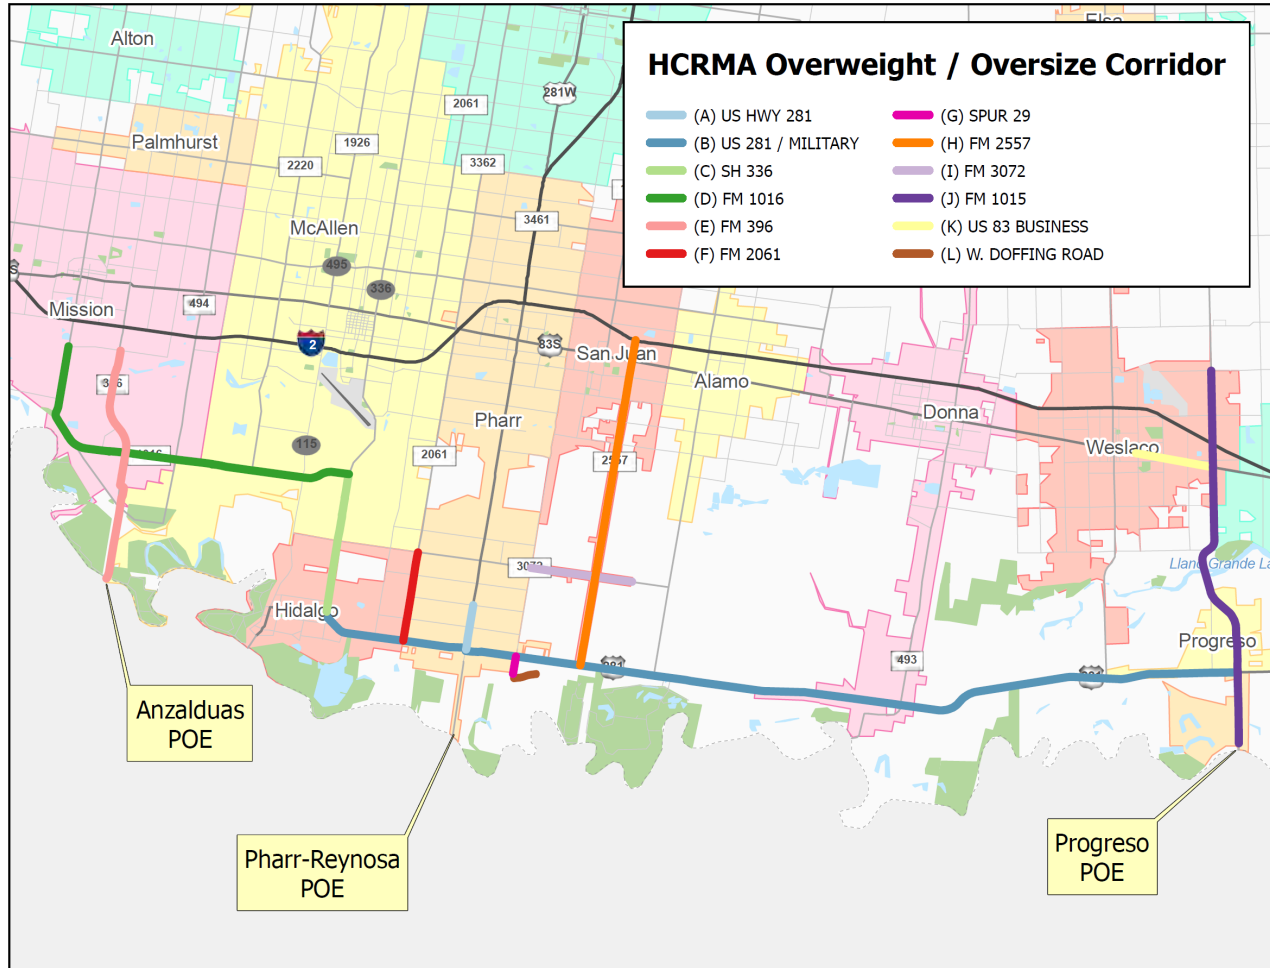 Elsa
Alton
HCRMA Overweight / Oversize Corridor
(A) US HWY 281
(B) US 281 / MILITARY
(C) SH 336
(D) FM 1016
(E) FM 396
(F) FM 2061
(G) SPUR 29
(H) FM 2557
(I) FM 3072
(J) FM 1015
(K) US 83 BUSINESS
(L) W. DOFFING ROAD
281W
2061
1926
Palmhurst
2220
3362
3461
McAllen
495
336
Mission
494
2
83S
San Juan
Alamo
Donna
Pharr
115
2061
Weslaco
3072
Hidalgo
Progreso
281
493
Anzalduas
POE
Pharr-Reynosa
POE
Progreso
POE